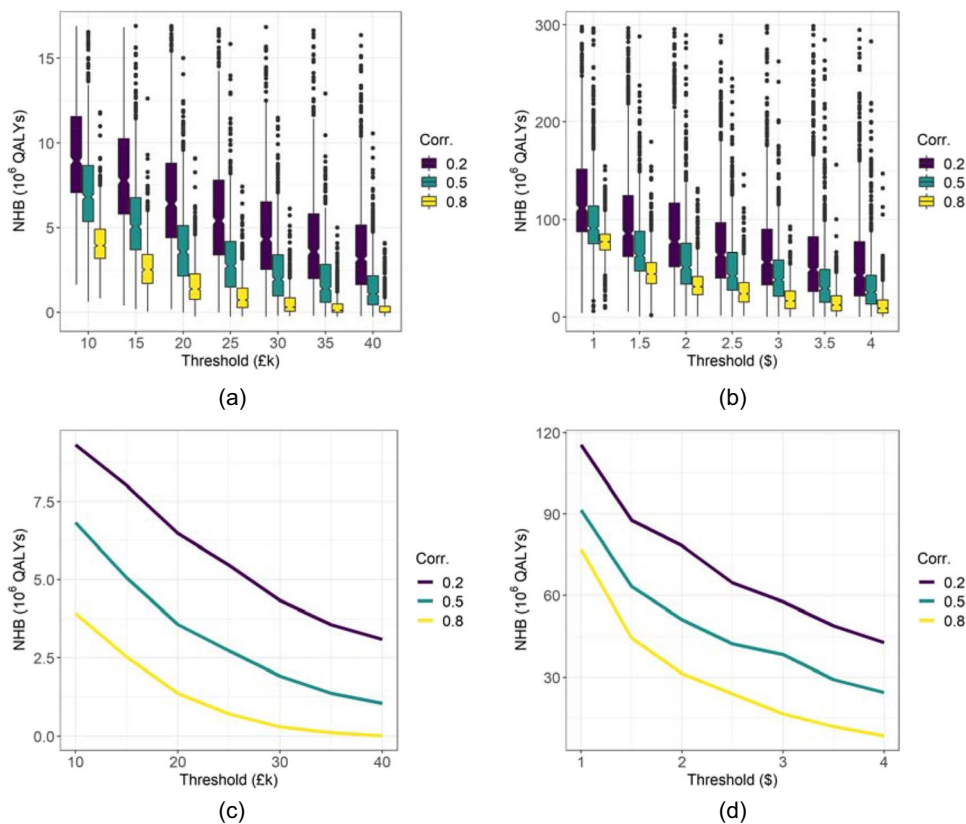 NHB (10⁶ QALYs)
15
10
5
0
10 15 20 25 30 35 40
Threshold (£k)
Corr.
0.2
0.5
0.8
(a)
NHB (10⁶ QALYs)
300
200
100
0
1 1.5 2 2.5 3 3.5 4
Threshold ($)
Corr.
0.2
0.5
0.8
(b)
NHB (10⁶ QALYs)
7.5
5.0
2.5
0.0
10 20 30 40
Threshold (£k)
Corr.
0.2
0.5
0.8
(c)
NHB (10⁶ QALYs)
120
90
60
30
1 2 3 4
Threshold ($)
Corr.
0.2
0.5
0.8
(d)